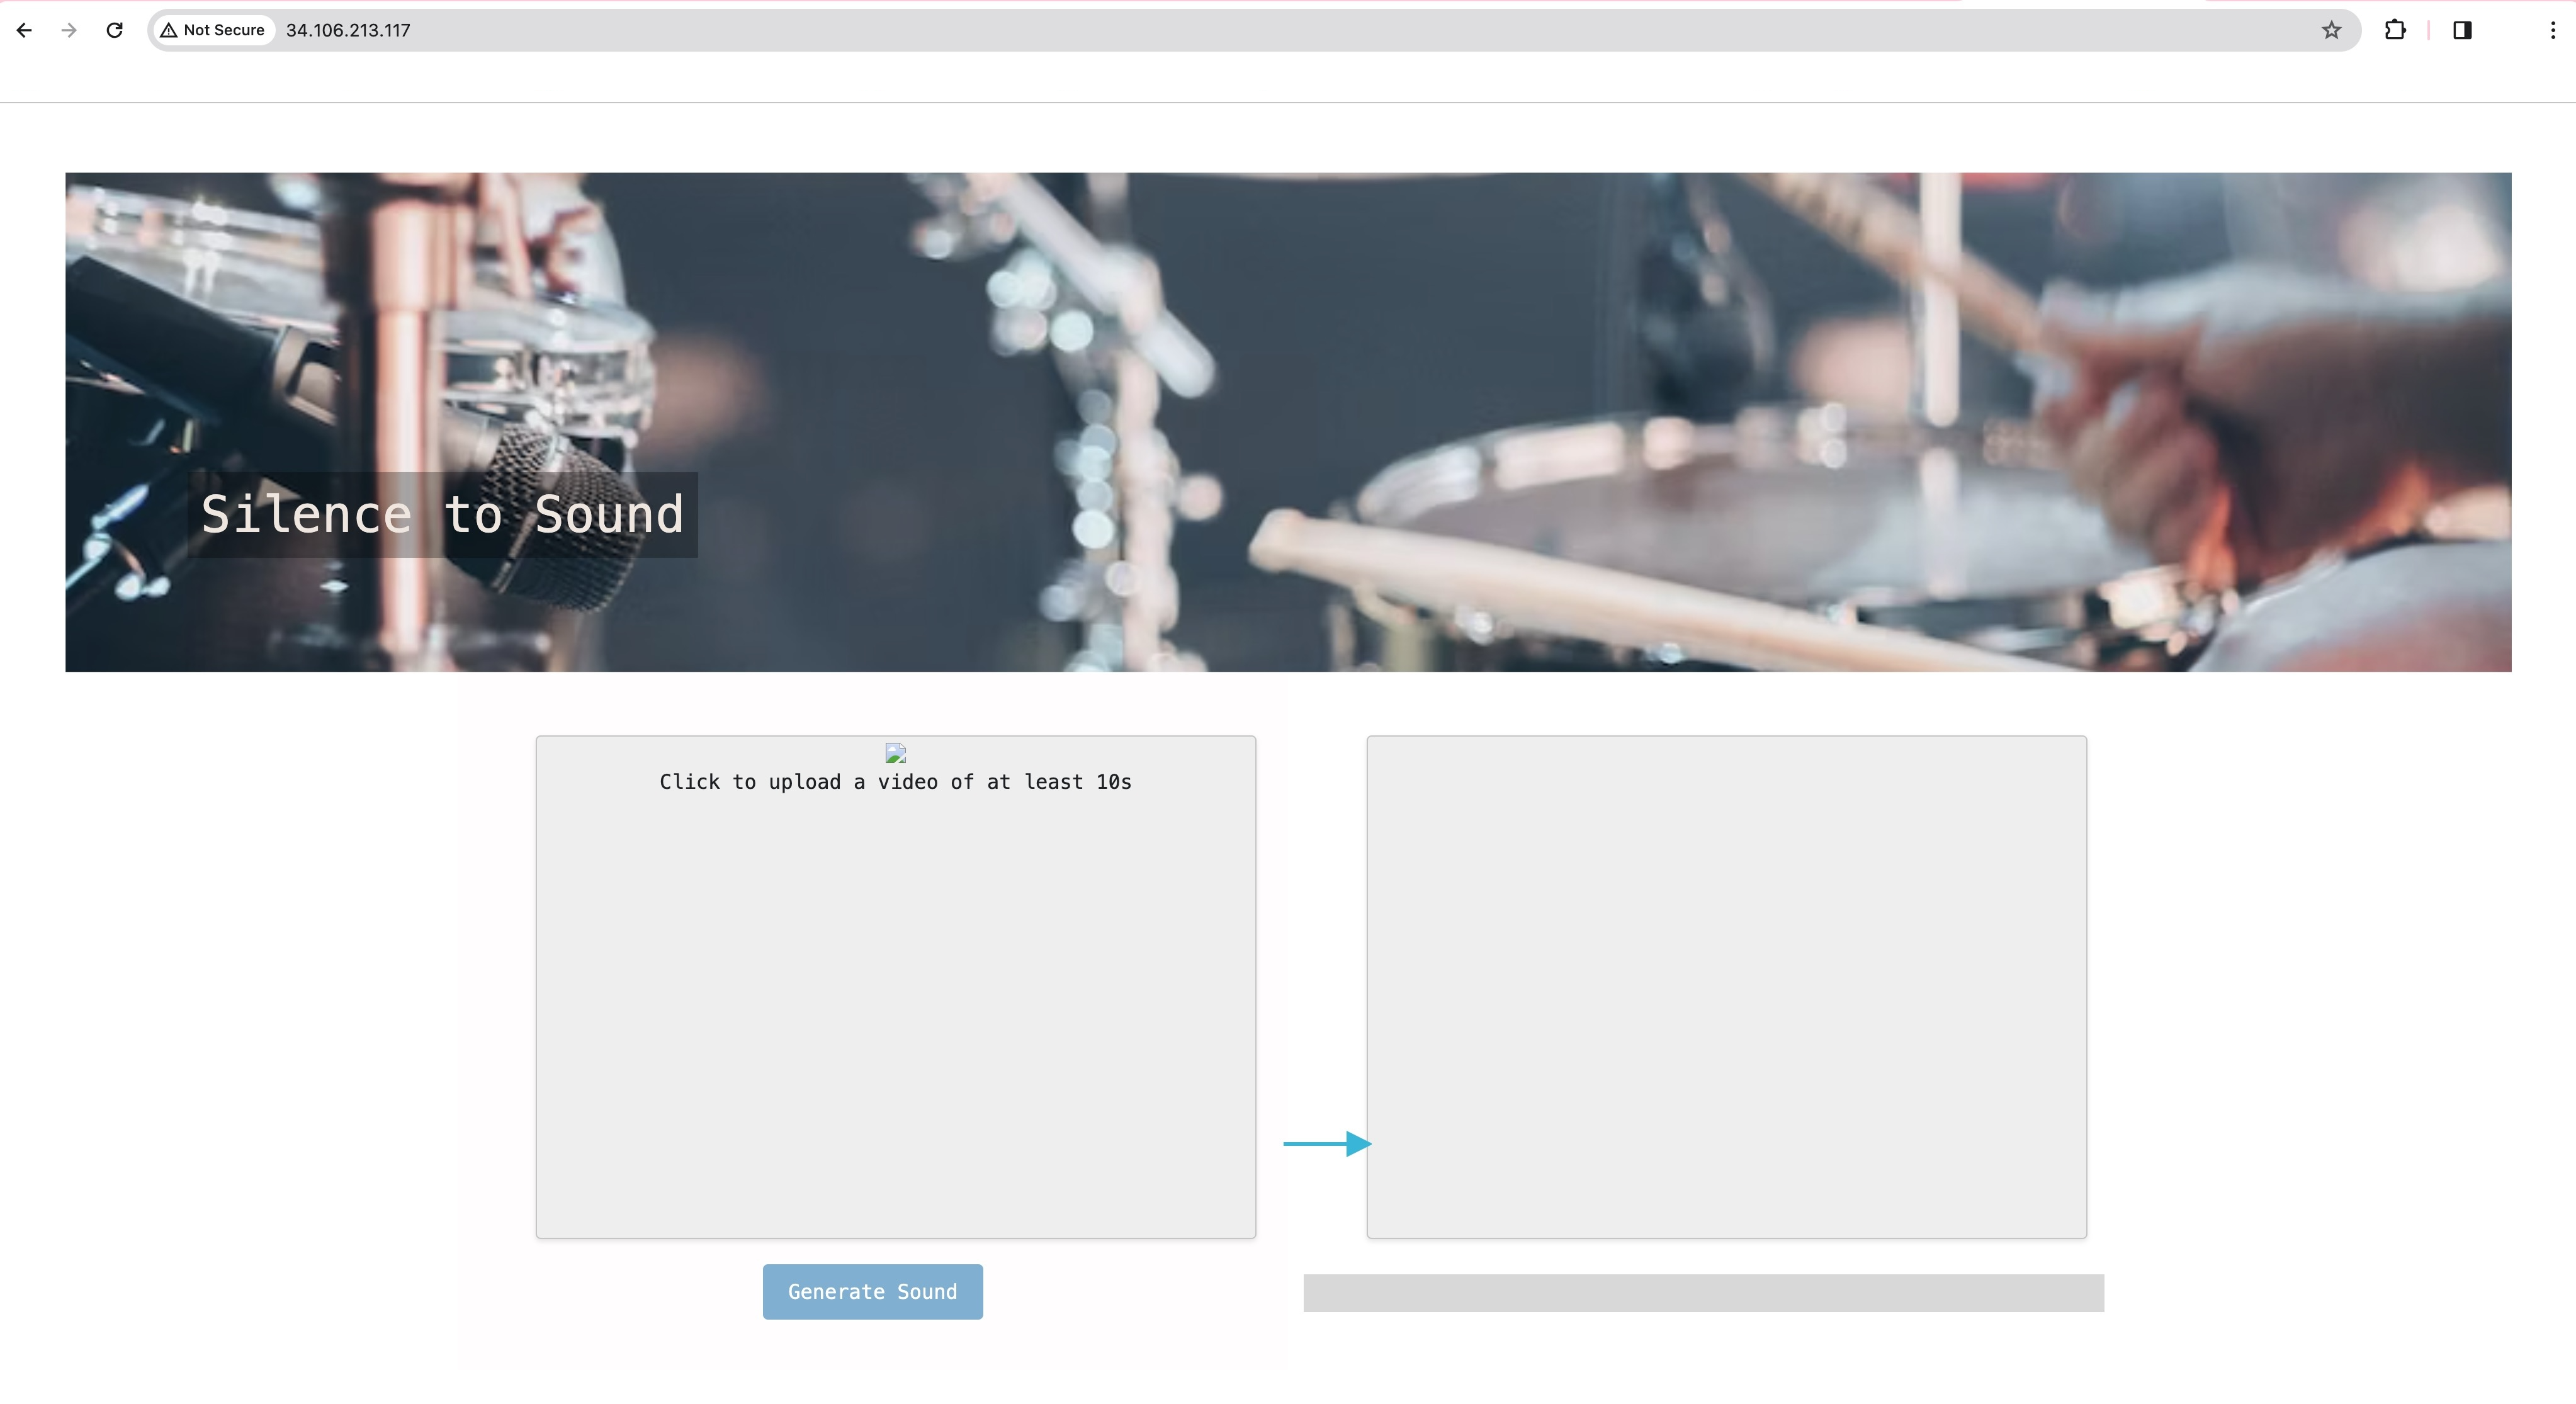 Not Secure 34.106.213.117
Silence to Sound
Click to upload a video of at least 10s
Generate Sound